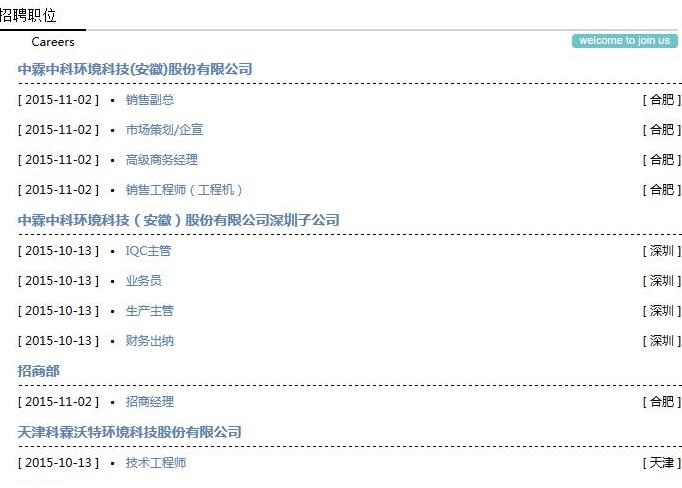 招聘职位
Careers welcome to join us
中霖中科环境科技(安徽)股份有限公司
[ 2015-11-02 ] • 销售副总 [ 合肥 ]
[ 2015-11-02 ] • 市场策划/企宣 [ 合肥 ]
[ 2015-11-02 ] • 高级商务经理 [ 合肥 ]
[ 2015-11-02 ] • 销售工程师（工程机） [ 合肥 ]
中霖中科环境科技（安徽）股份有限公司深圳子公司
[ 2015-10-13 ] • IQC主管 [ 深圳 ]
[ 2015-10-13 ] • 业务员 [ 深圳 ]
[ 2015-10-13 ] • 生产主管 [ 深圳 ]
[ 2015-10-13 ] • 财务出纳 [ 深圳 ]
招商部
[ 2015-11-02 ] • 招商经理 [ 合肥 ]
天津科霖沃特环境科技股份有限公司
[ 2015-10-13 ] • 技术工程师 [ 天津 ]